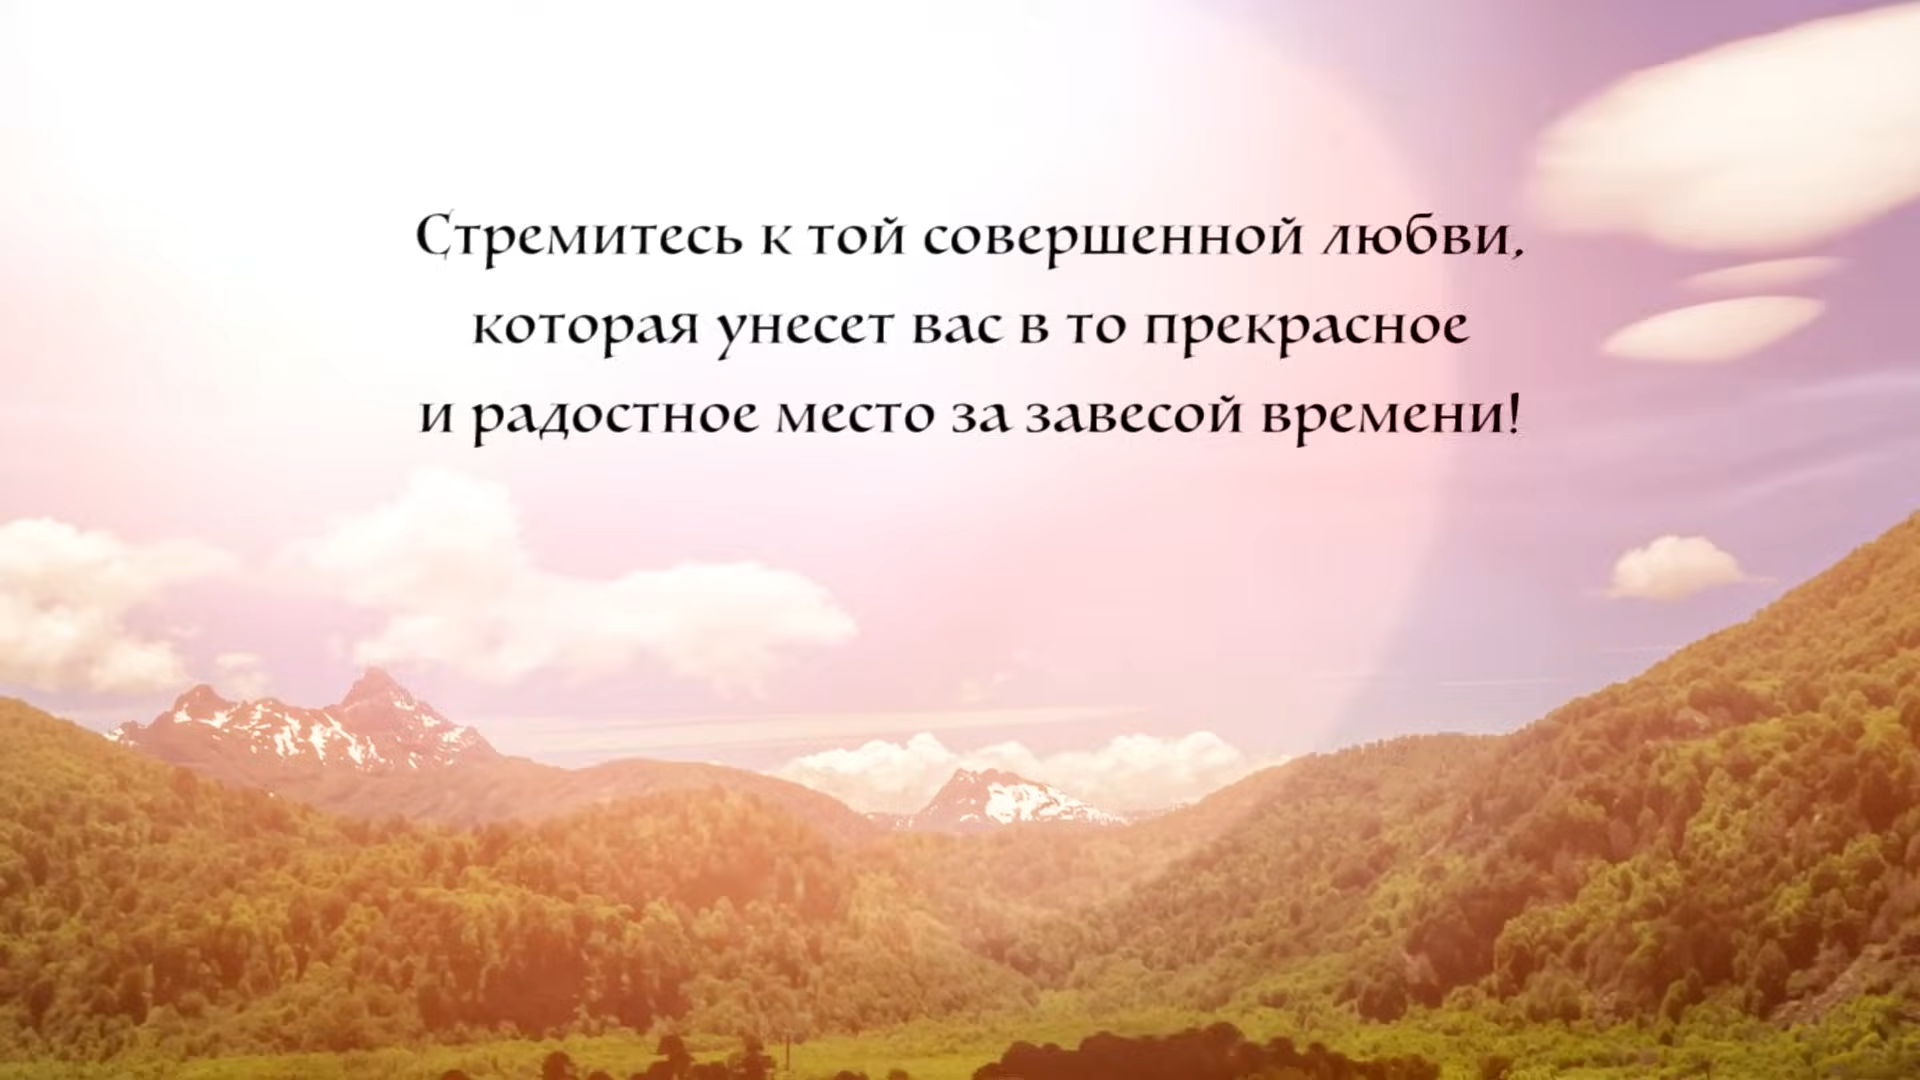 Стремитесь к той совершенной любви,
которая унесет вас в то прекрасное
и радостное место за завесой времени!